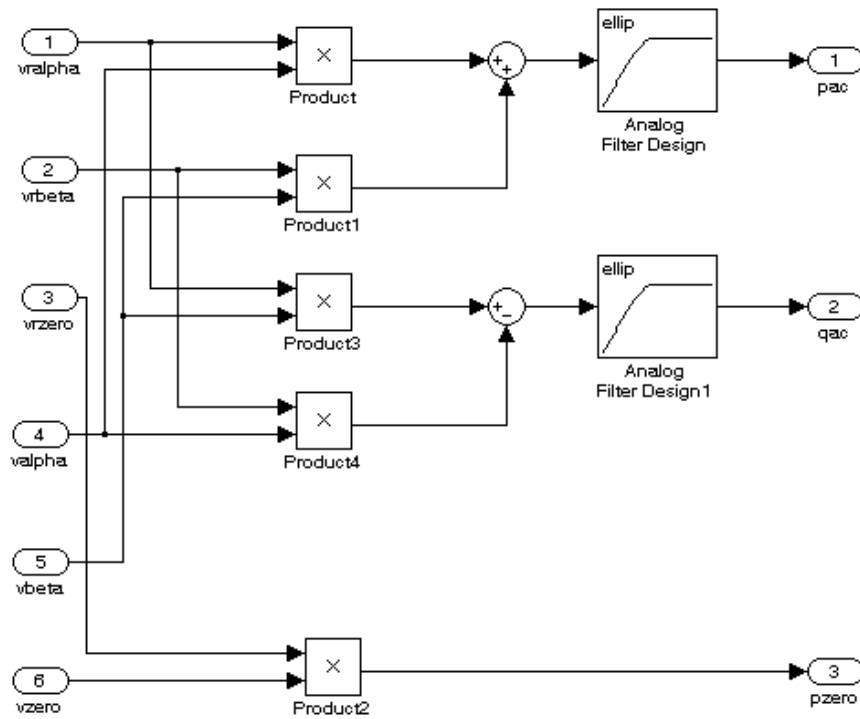 1
vralpha
×
Product
+
+
ellip
Analog
Filter Design
1
pac
2
vrbeta
×
Product1
3
vrzero
×
Product3
+
−
ellip
Analog
Filter Design1
2
qac
4
valpha
×
Product4
5
vbeta
6
vzero
×
Product2
3
pzero